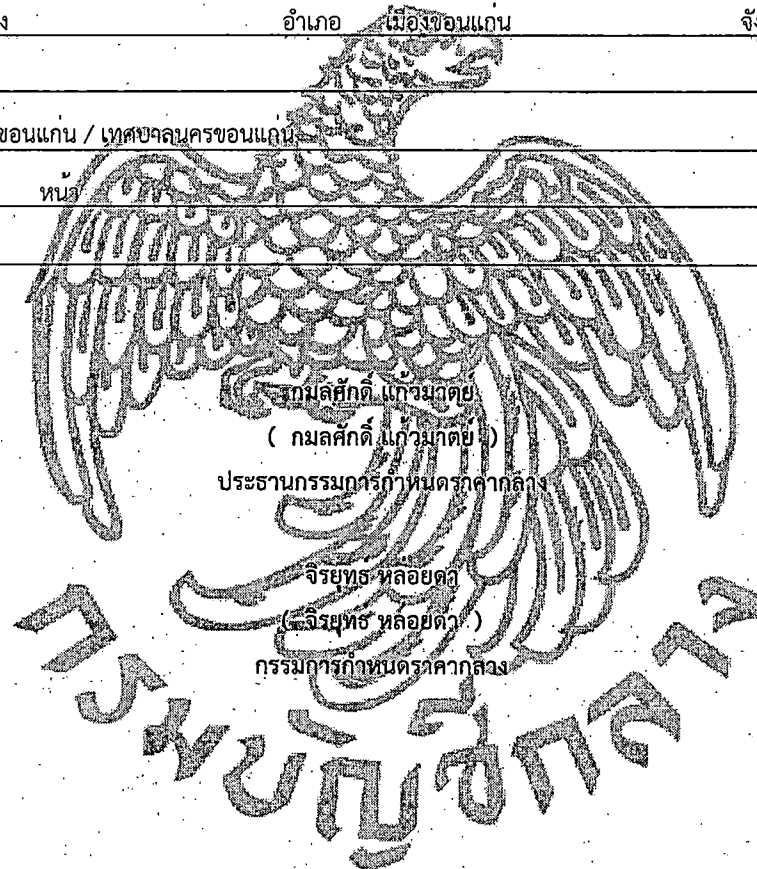 ง อำเภอ เมืองขอนแก่น จั
ขอนแก่น / เทศบาลนครขอนแก่น
หน้า
กมลศักดิ์ แก้วมาตย์
( กมลศักดิ์ แก้วมาตย์ )
ประธานกรรมการกำหนดราคากลาง
จิรยุทธ หล่อยดา
( จิรยุทธ หล่อยดา )
กรรมการกำหนดราคากลาง
กรมบัญชีกลาง